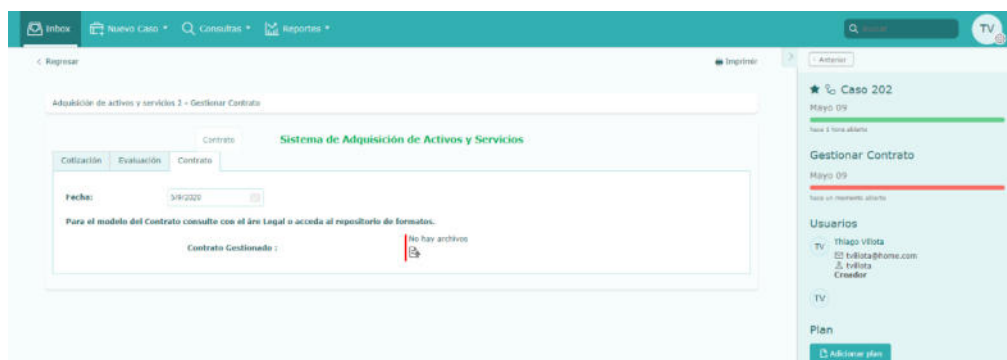 Inbox Nuevo Caso Consultas Reportes
TV
Regresar
Imprimir
Adquisición de activos y servicios 2 - Gestionar Contrato
Contrato
Sistema de Adquisición de Activos y Servicios
Cotización Evaluación Contrato
Fecha: 5/9/2020
Para el modelo del Contrato consulte con el áre Legal o acceda al repositorio de formatos.
Contrato Gestionado :
No hay archivos
Anterior
Caso 202
Mayo 09
hace 1 hora abierto
Gestionar Contrato
Mayo 09
hace un momento abierto
Usuarios
TV
Thiago Villota
tvillota@home.com
tvillota
Creador
TV
Plan
Adicionar plan